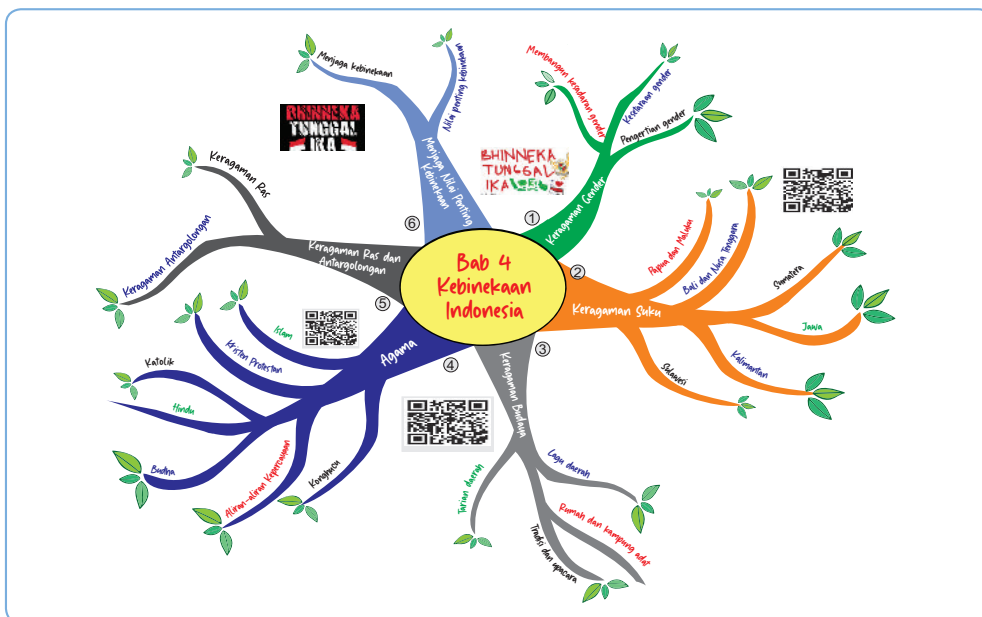 Bab 4
Kebinekaan
Indonesia
1
Keragaman Gender
Membangan kesadaran gender
Kesetaraan gender
Pengertian gender
2
Keragaman Suku
Papua dan Maluku
Bali dan Nusa Tenggara
Sumatera
Jawa
Kalimantan
Sulawesi
3
Keragaman Budaya
Lagu daerah
Rumah dan kampung adat
Tradisi dan upacara
Tarian daerah
4
Agama
Islam
Kristen Protestan
Katolik
Hindu
Budha
Aliran-aliran Kepercayaan
Konghucu
5
Keragaman Ras dan
Antargolongan
Keragaman Ras
Keragaman Antargolongan
6
Menjaga Nilai Penting
Kebinekaan
Menjaga kebinekaan
Nilai penting kebinekaan
BHINNEKA
TUNGGAL
IKA
BHINNEKA
TUNGGAL
IKA